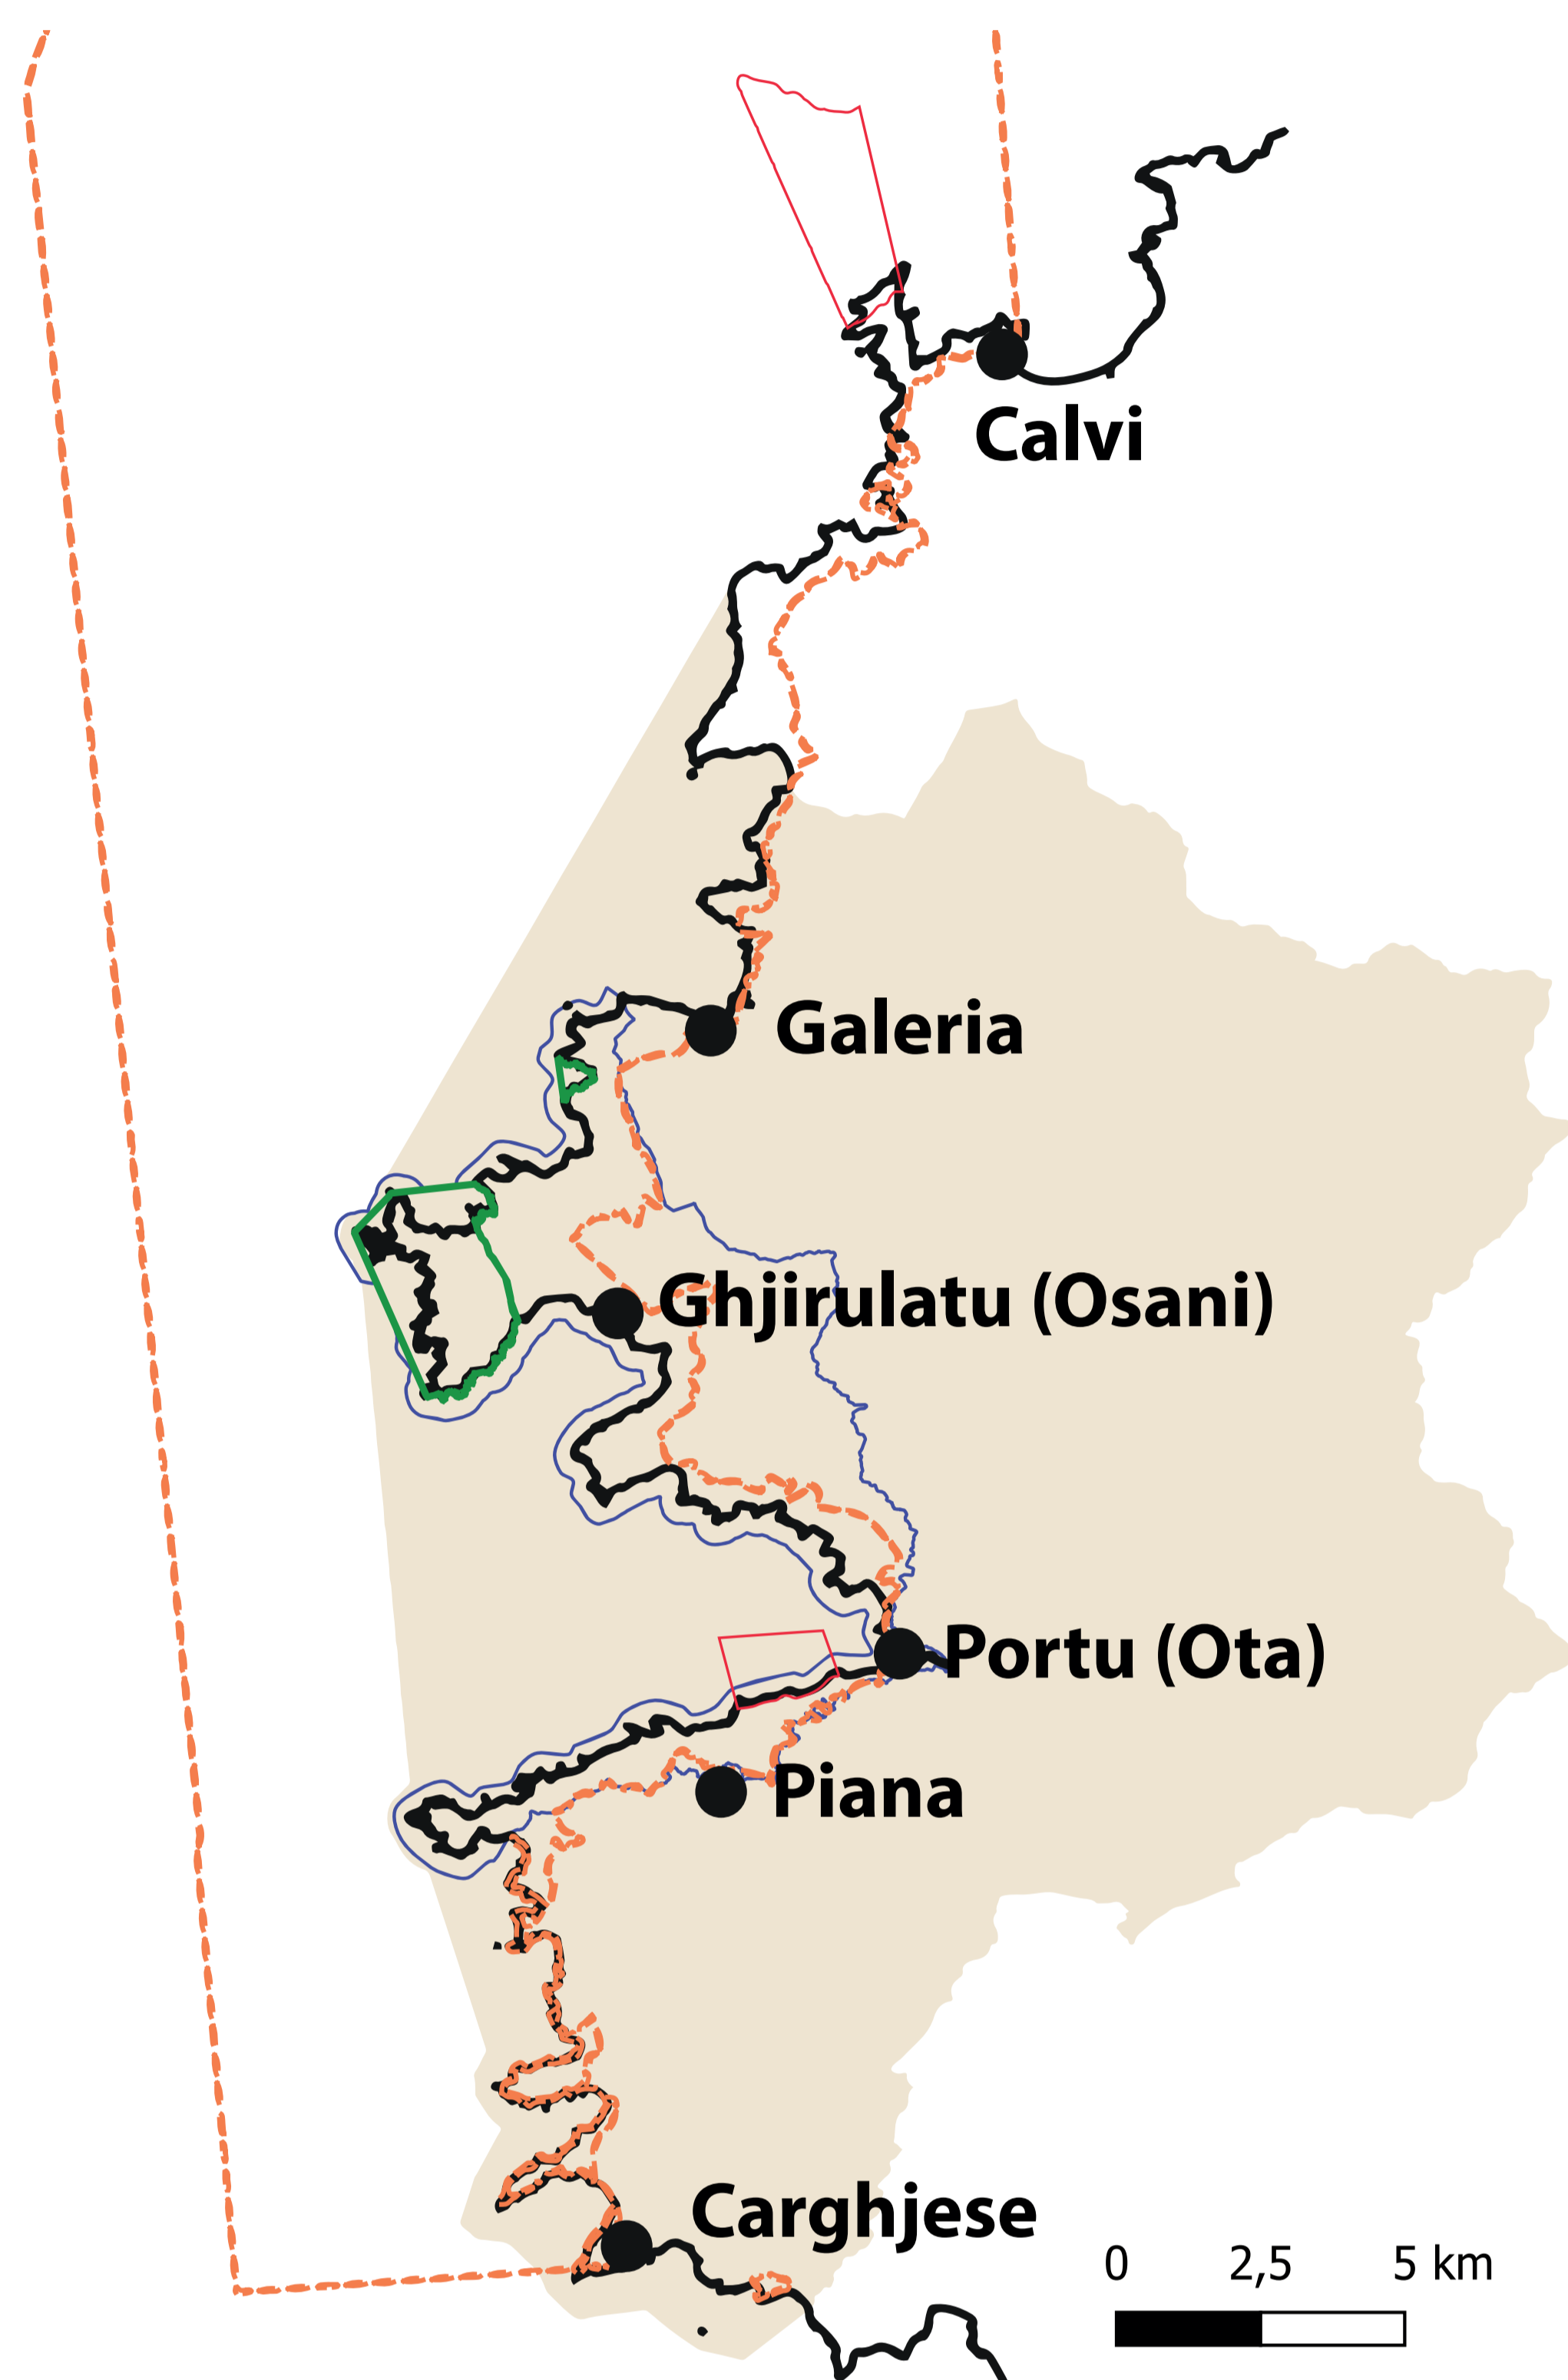 Calvi
Galeria
Ghjirulatu (Osani)
Portu (Ota)
Piana
Carghjese
0 2,5 5 km